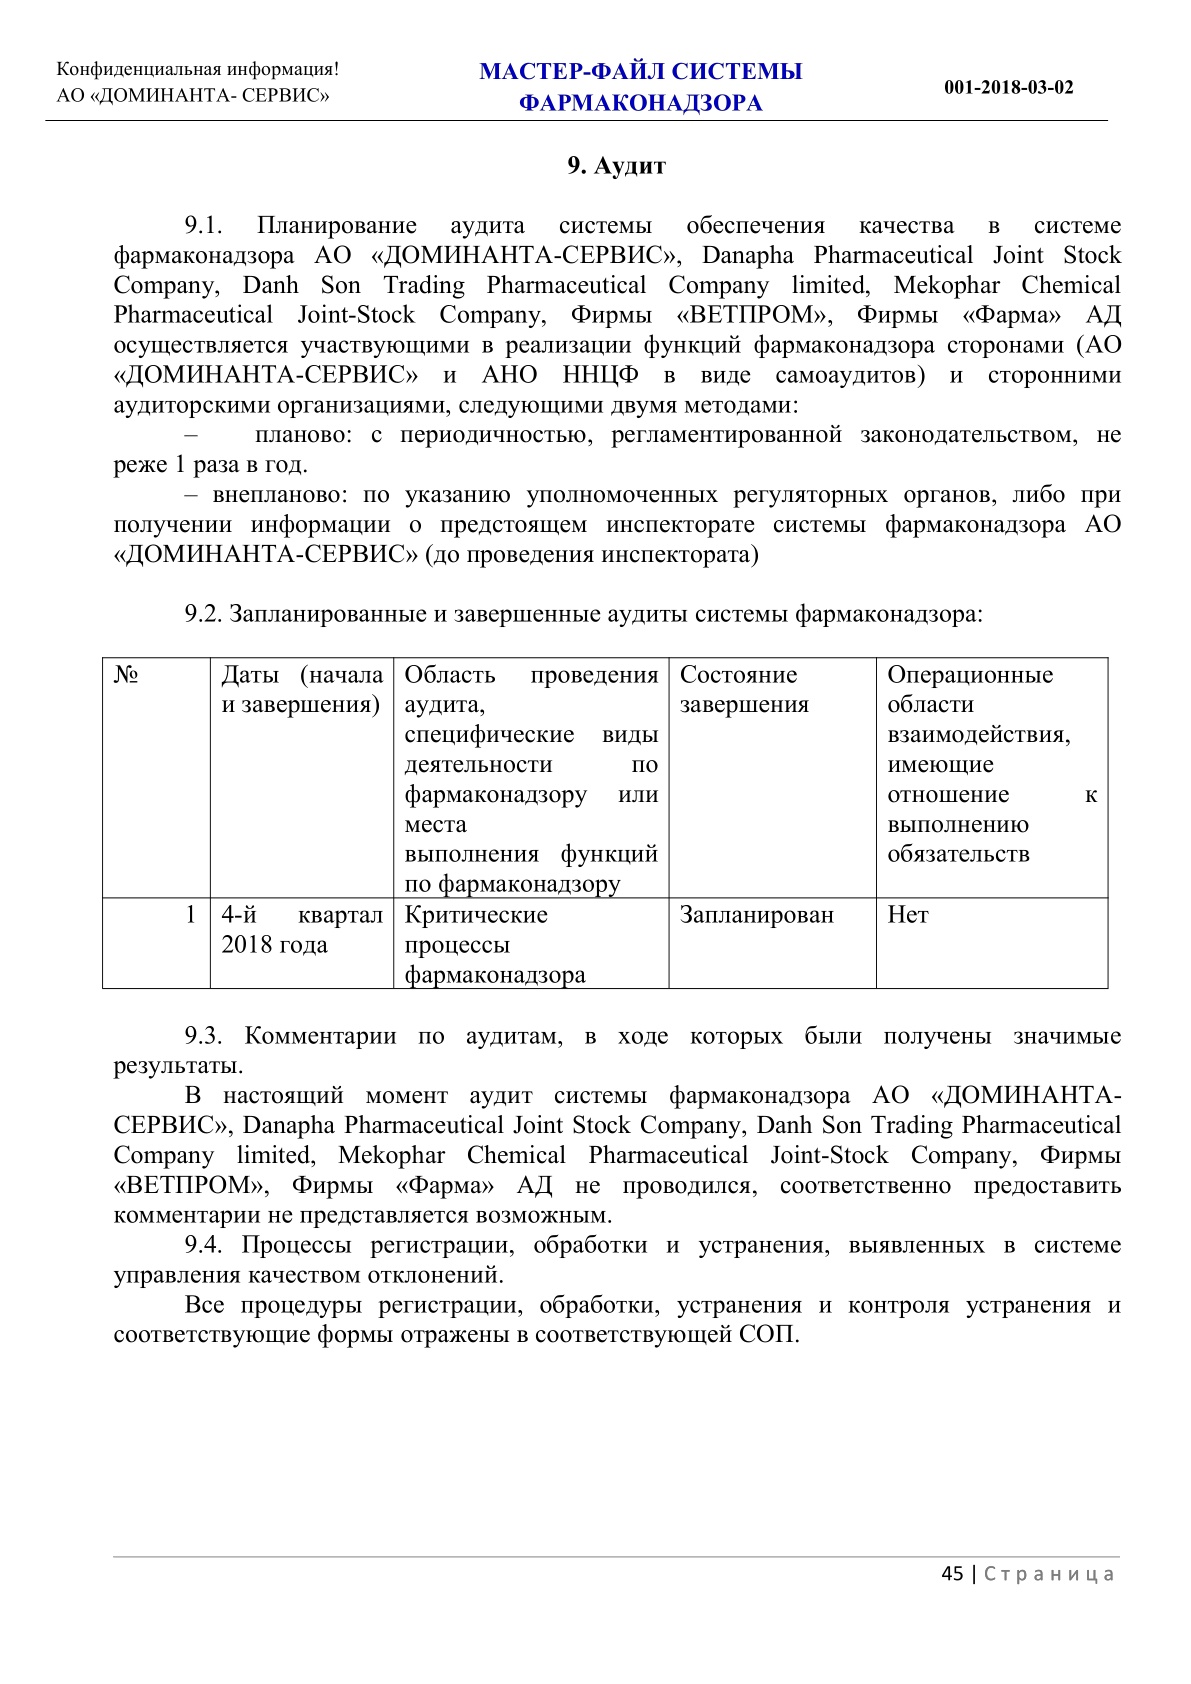 Конфиденциальная информация!
АО «ДОМИНАНТА- СЕРВИС»
МАСТЕР-ФАЙЛ СИСТЕМЫ
ФАРМАКОНАДЗОРА
001-2018-03-02
9. Аудит
9.1. Планирование аудита системы обеспечения качества в системе
фармаконадзора АО «ДОМИНАНТА-СЕРВИС», Danapha Pharmaceutical Joint Stock
Company, Danh Son Trading Pharmaceutical Company limited, Mekophar Chemical
Pharmaceutical Joint-Stock Company, Фирмы «ВЕТПРОМ», Фирмы «Фарма» АД
осуществляется участвующими в реализации функций фармаконадзора сторонами (АО
«ДОМИНАНТА-СЕРВИС» и АНО ННЦФ в виде самоаудитов) и сторонними
аудиторскими организациями, следующими двумя методами:
– планово: с периодичностью, регламентированной законодательством, не
реже 1 раза в год.
– внепланово: по указанию уполномоченных регуляторных органов, либо при
получении информации о предстоящем инспекторате системы фармаконадзора АО
«ДОМИНАНТА-СЕРВИС» (до проведения инспектората)
9.2. Запланированные и завершенные аудиты системы фармаконадзора:
№
Даты (начала
и завершения)
Область проведения
аудита,
специфические виды
деятельности по
фармаконадзору или
места
выполнения функций
по фармаконадзору
Состояние
завершения
Операционные
области
взаимодействия,
имеющие
отношение к
выполнению
обязательств
1
4-й квартал
2018 года
Критические
процессы
фармаконадзора
Запланирован
Нет
9.3. Комментарии по аудитам, в ходе которых были получены значимые
результаты.
В настоящий момент аудит системы фармаконадзора АО «ДОМИНАНТА-
СЕРВИС», Danapha Pharmaceutical Joint Stock Company, Danh Son Trading Pharmaceutical
Company limited, Mekophar Chemical Pharmaceutical Joint-Stock Company, Фирмы
«ВЕТПРОМ», Фирмы «Фарма» АД не проводился, соответственно предоставить
комментарии не представляется возможным.
9.4. Процессы регистрации, обработки и устранения, выявленных в системе
управления качеством отклонений.
Все процедуры регистрации, обработки, устранения и контроля устранения и
соответствующие формы отражены в соответствующей СОП.
45 | Страница